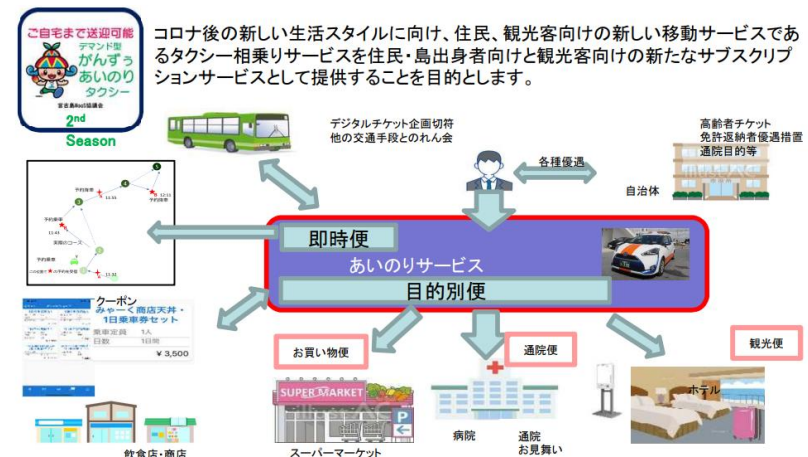 ご自宅まで送迎可能
デマンド型
がんずぅ
あいのり
タクシー
宮古島MaaS協議会
2nd
Season
コロナ後の新しい生活スタイルに向け、住民、観光客向けの新しい移動サービスであ
るタクシー相乗りサービスを住民・島出身者向けと観光客向けの新たなサブスクリプ
ションサービスとして提供することを目的とします。
デジタルチケット企画切符
他の交通手段とのれん会
各種優遇
高齢者チケット
免許返納者優遇措置
通院目的等
自治体
即時便
あいのりサービス
目的別便
クーポン
みゃーく商店天丼・
1日乗車券セット
乗車定員 1人
日数 1日間
¥ 3,500
お買い物便
通院便
観光便
SUPER MARKET
P
ホテル
飲食店・商店
スーパーマーケット
病院
通院
お見舞い